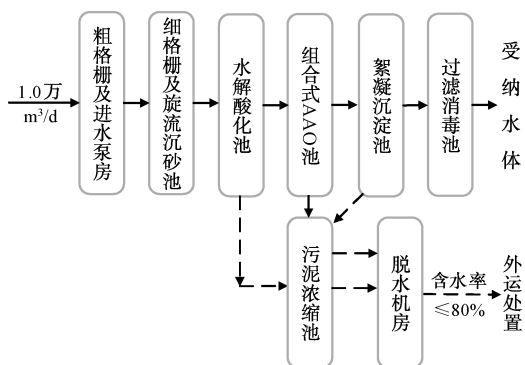 1.0万
m³/d
粗格栅及进水泵房
细格栅及旋流沉砂池
水解酸化池
组合式AAO池
絮凝沉淀池
过滤消毒池
受纳水体
污泥浓缩池
脱水机房
含水率
≤80%
外运处置